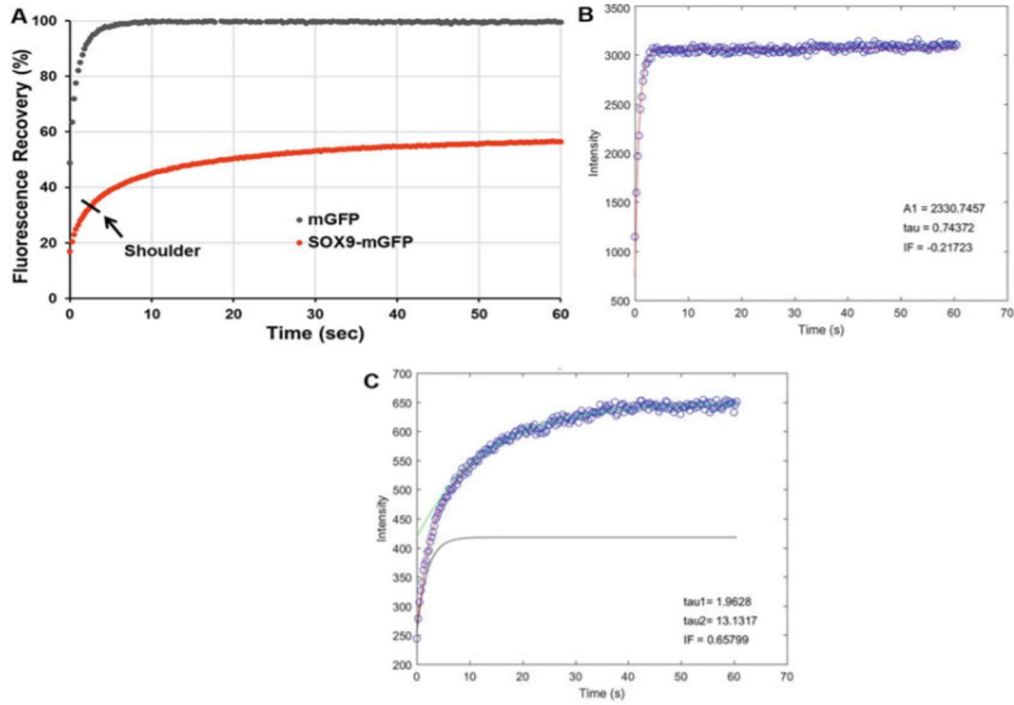 A
Fluorescence Recovery (%)
100
80
60
40
20
0
0 10 20 30 40 50 60
Time (sec)
Shoulder
mGFP
SOX9-mGFP
B
Intensity
3500
3000
2500
2000
1500
1000
500
0 10 20 30 40 50 60 70
Time (s)
A1 = 2330.7457
tau = 0.74372
IF = -0.21723
C
Intensity
700
650
600
550
500
450
400
350
300
250
200
0 10 20 30 40 50 60 70
Time (s)
tau1= 1.9628
tau2= 13.1317
IF = 0.65799